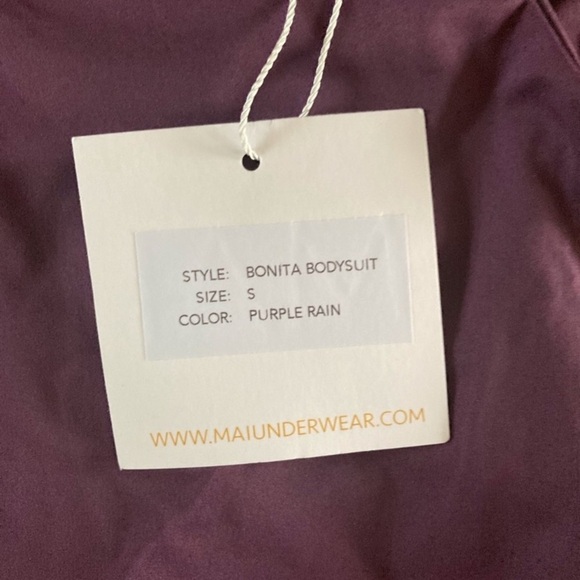 STYLE: BONITA BODYSUIT
SIZE: S
COLOR: PURPLE RAIN
WWW.MAIUNDERWEAR.COM